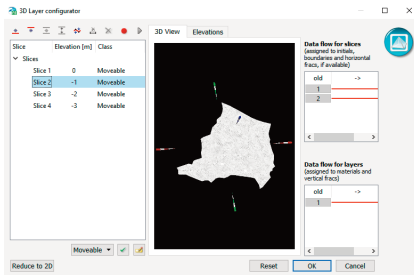 3D Layer configurator
Slice Elevation [m] Class
Slices
Slice 1 0 Moveable
Slice 2 -1 Moveable
Slice 3 -2 Moveable
Slice 4 -3 Moveable
Moveable
Reduce to 2D
3D View Elevations
Data flow for slices
(assigned to initials,
boundaries and horizontal
fracs, if available)
old ->
1
2
Data flow for layers
(assigned to materials and
vertical fracs)
old ->
1
Reset OK Cancel